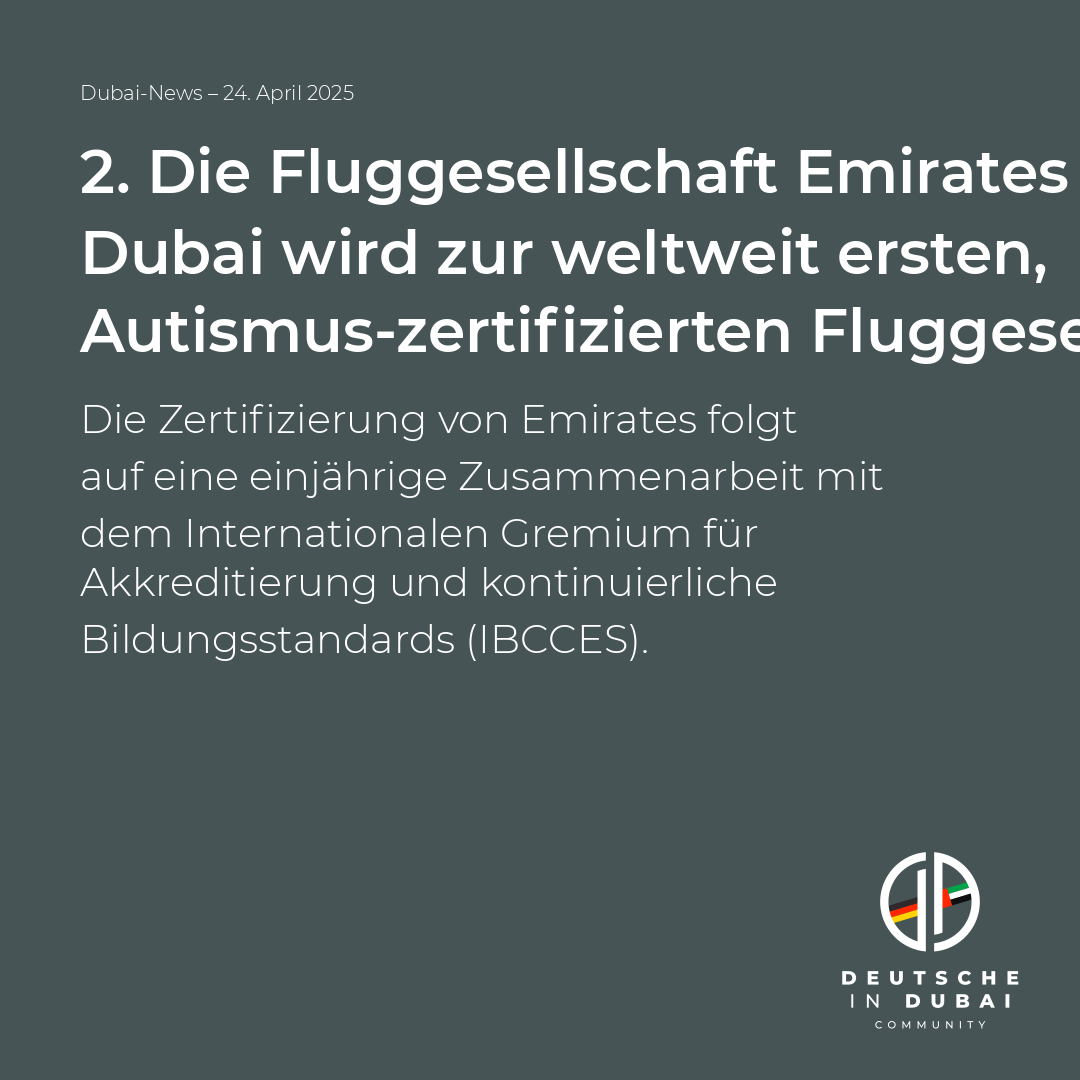 Dubai-News – 24. April 2025
2. Die Fluggesellschaft Emirates
Dubai wird zur weltweit ersten,
Autismus-zertifizierten Fluggese
Die Zertifizierung von Emirates folgt
auf eine einjährige Zusammenarbeit mit
dem Internationalen Gremium für
Akkreditierung und kontinuierliche
Bildungsstandards (IBCCES).
DEUTSCHE
IN DUBAI
COMMUNITY